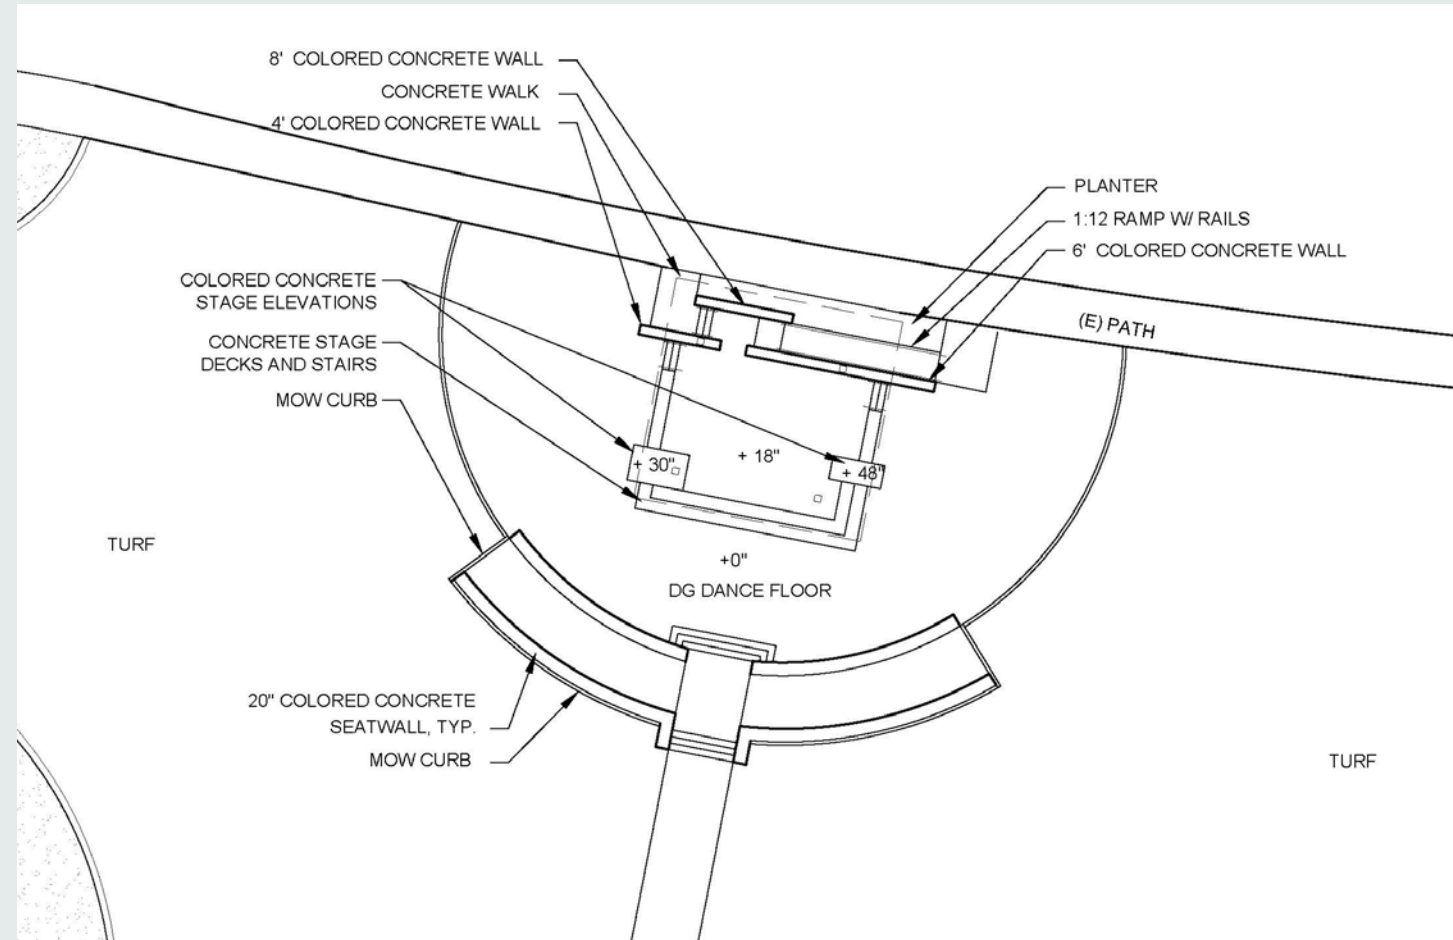 8' COLORED CONCRETE WALL
CONCRETE WALK
4' COLORED CONCRETE WALL
PLANTER
1:12 RAMP W/ RAILS
6' COLORED CONCRETE WALL
COLORED CONCRETE
STAGE ELEVATIONS
(E) PATH
CONCRETE STAGE
DECKS AND STAIRS
MOW CURB
+ 30"
+ 18"
+ 48"
TURF
+0"
DG DANCE FLOOR
20" COLORED CONCRETE
SEATWALL, TYP.
MOW CURB
TURF